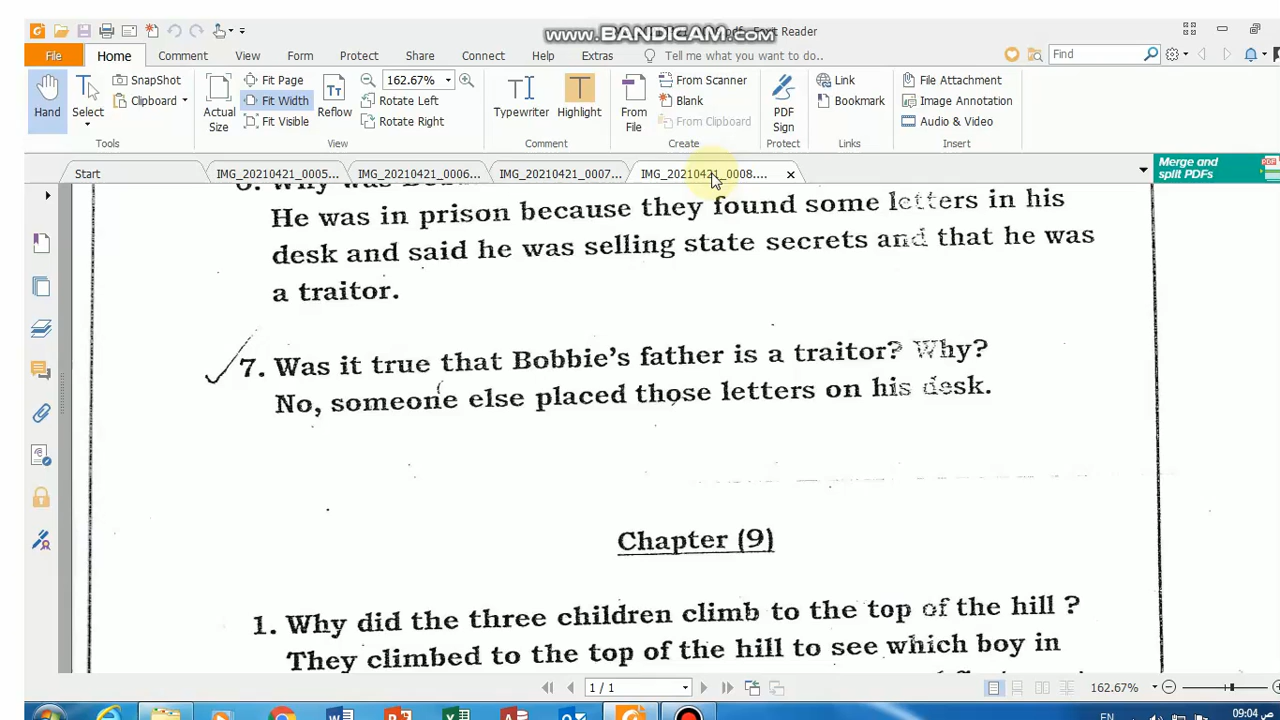 www.BANDICAM.com
Reader
File
Home
Comment
View
Form
Protect
Share
Connect
Help
Extras
Tell me what you want to do..
Find
Hand
Select
SnapShot
Clipboard
Tools
Actual Size
Fit Page
Fit Width
Fit Visible
Reflow
162.67%
Rotate Left
Rotate Right
View
Typewriter
Highlight
Comment
From File
From Scanner
Blank
From Clipboard
Create
PDF Sign
Protect
Link
Bookmark
Links
File Attachment
Image Annotation
Audio & Video
Insert
Start
IMG_20210421_0005...
IMG_20210421_0006...
IMG_20210421_0007...
IMG_20210421_0008....
Merge and
split PDFs
PDF
Why was
He was in prison because they found some letters in his
desk and said he was selling state secrets and that he was
a traitor.
7. Was it true that Bobbie's father is a traitor? Why?
No, someone else placed those letters on his desk.
Chapter (9)
1. Why did the three children climb to the top of the hill ?
They climbed to the top of the hill to see which boy in
1 / 1
162.67%
EN
09:04 ص